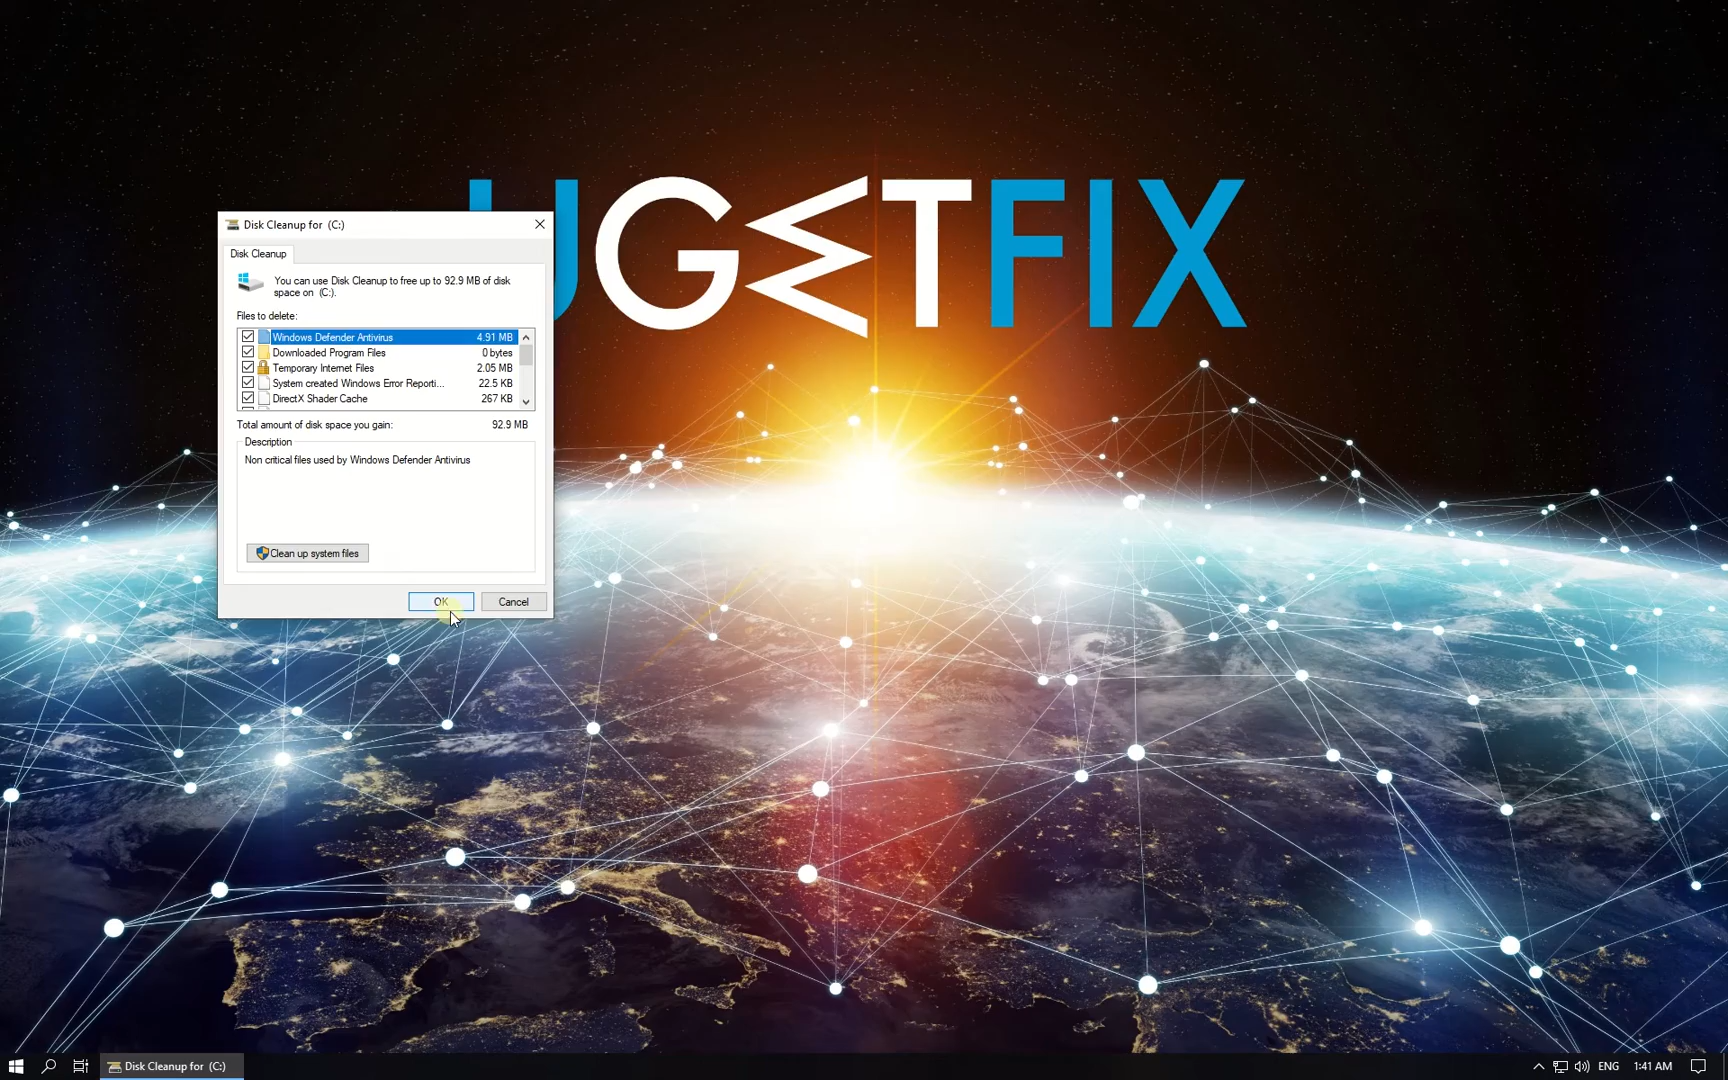 UGETFIX
Disk Cleanup for (C:)
Disk Cleanup
You can use Disk Cleanup to free up to 92.9 MB of disk
space on (C:).
Files to delete:
Windows Defender Antivirus 4.91 MB
Downloaded Program Files 0 bytes
Temporary Internet Files 2.05 MB
System created Windows Error Reporti... 22.5 KB
DirectX Shader Cache 267 KB
Total amount of disk space you gain: 92.9 MB
Description
Non critical files used by Windows Defender Antivirus
Clean up system files
OK Cancel
Disk Cleanup for (C:) ENG 1:41 AM